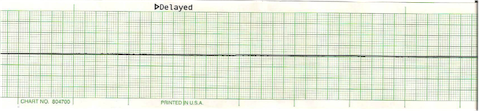 ▷Delayed
CHART NO. 804700
PRINTED IN U.S.A.